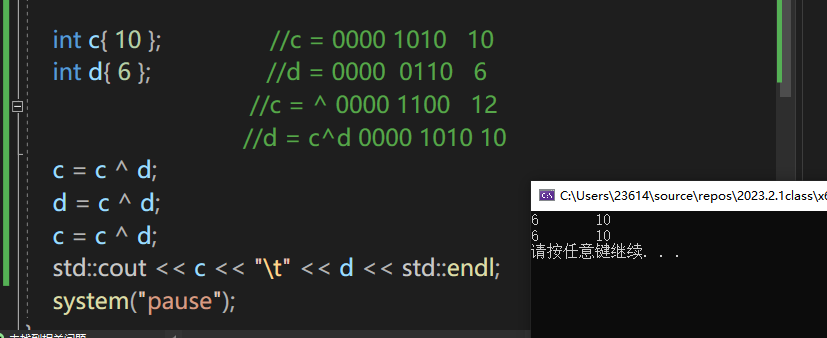 int c{ 10 }; //c = 0000 1010 10
int d{ 6 }; //d = 0000 0110 6
//c = ^ 0000 1100 12
//d = c^d 0000 1010 10
c = c ^ d;
d = c ^ d;
c = c ^ d;
std::cout << c << "\t" << d << std::endl;
system("pause");
C:\Users\23614\source\repos\2023.2.1class\x6
6 10
6 10
请按任意键继续. . .